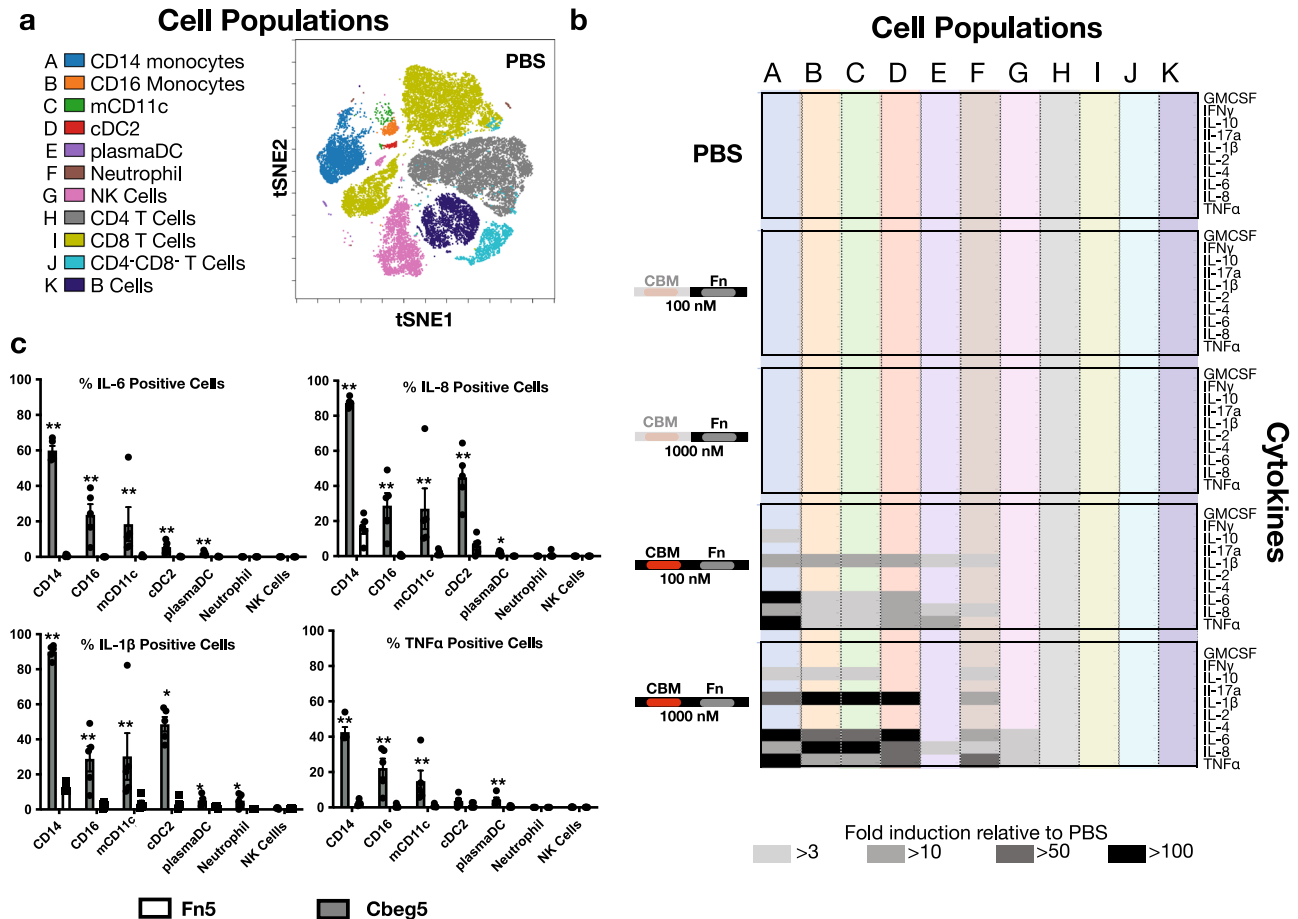 a
Cell Populations
A CD14 monocytes
B CD16 Monocytes
C mCD11c
D cDC2
E plasmaDC
F Neutrophil
G NK Cells
H CD4 T Cells
I CD8 T Cells
J CD4-CD8- T Cells
K B Cells
PBS
tSNE2
tSNE1
b
Cell Populations
A B C D E F G H I J K
PBS
GMCSF
IFNγ
IL-10
Il-17a
IL-1β
IL-2
IL-4
IL-6
IL-8
TNFα
CBM Fn
100 nM
GMCSF
IFNγ
IL-10
Il-17a
IL-1β
IL-2
IL-4
IL-6
IL-8
TNFα
CBM Fn
1000 nM
GMCSF
IFNγ
IL-10
Il-17a
IL-1β
IL-2
IL-4
IL-6
IL-8
TNFα
CBM Fn
100 nM
GMCSF
IFNγ
IL-10
Il-17a
IL-1β
IL-2
IL-4
IL-6
IL-8
TNFα
CBM Fn
1000 nM
GMCSF
IFNγ
IL-10
Il-17a
IL-1β
IL-2
IL-4
IL-6
IL-8
TNFα
Cytokines
Fold induction relative to PBS
>3 >10 >50 >100
c
% IL-6 Positive Cells
100
80
60
40
20
0
** ** ** ** **
CD14 CD16 mCD11c cDC2 plasmaDC Neutrophil NK Cells
% IL-8 Positive Cells
100
80
60
40
20
0
** ** ** ** *
CD14 CD16 mCD11c cDC2 plasmaDC Neutrophil NK Cells
% IL-1β Positive Cells
100
80
60
40
20
0
** ** ** * * *
CD14 CD16 mCD11c cDC2 plasmaDC Neutrophil NK Ceklls
% TNFα Positive Cells
100
80
60
40
20
0
** ** ** **
CD14 CD16 mCD11c cDC2 plasmaDC Neutrophil NK Cells
Fn5 Cbeg5